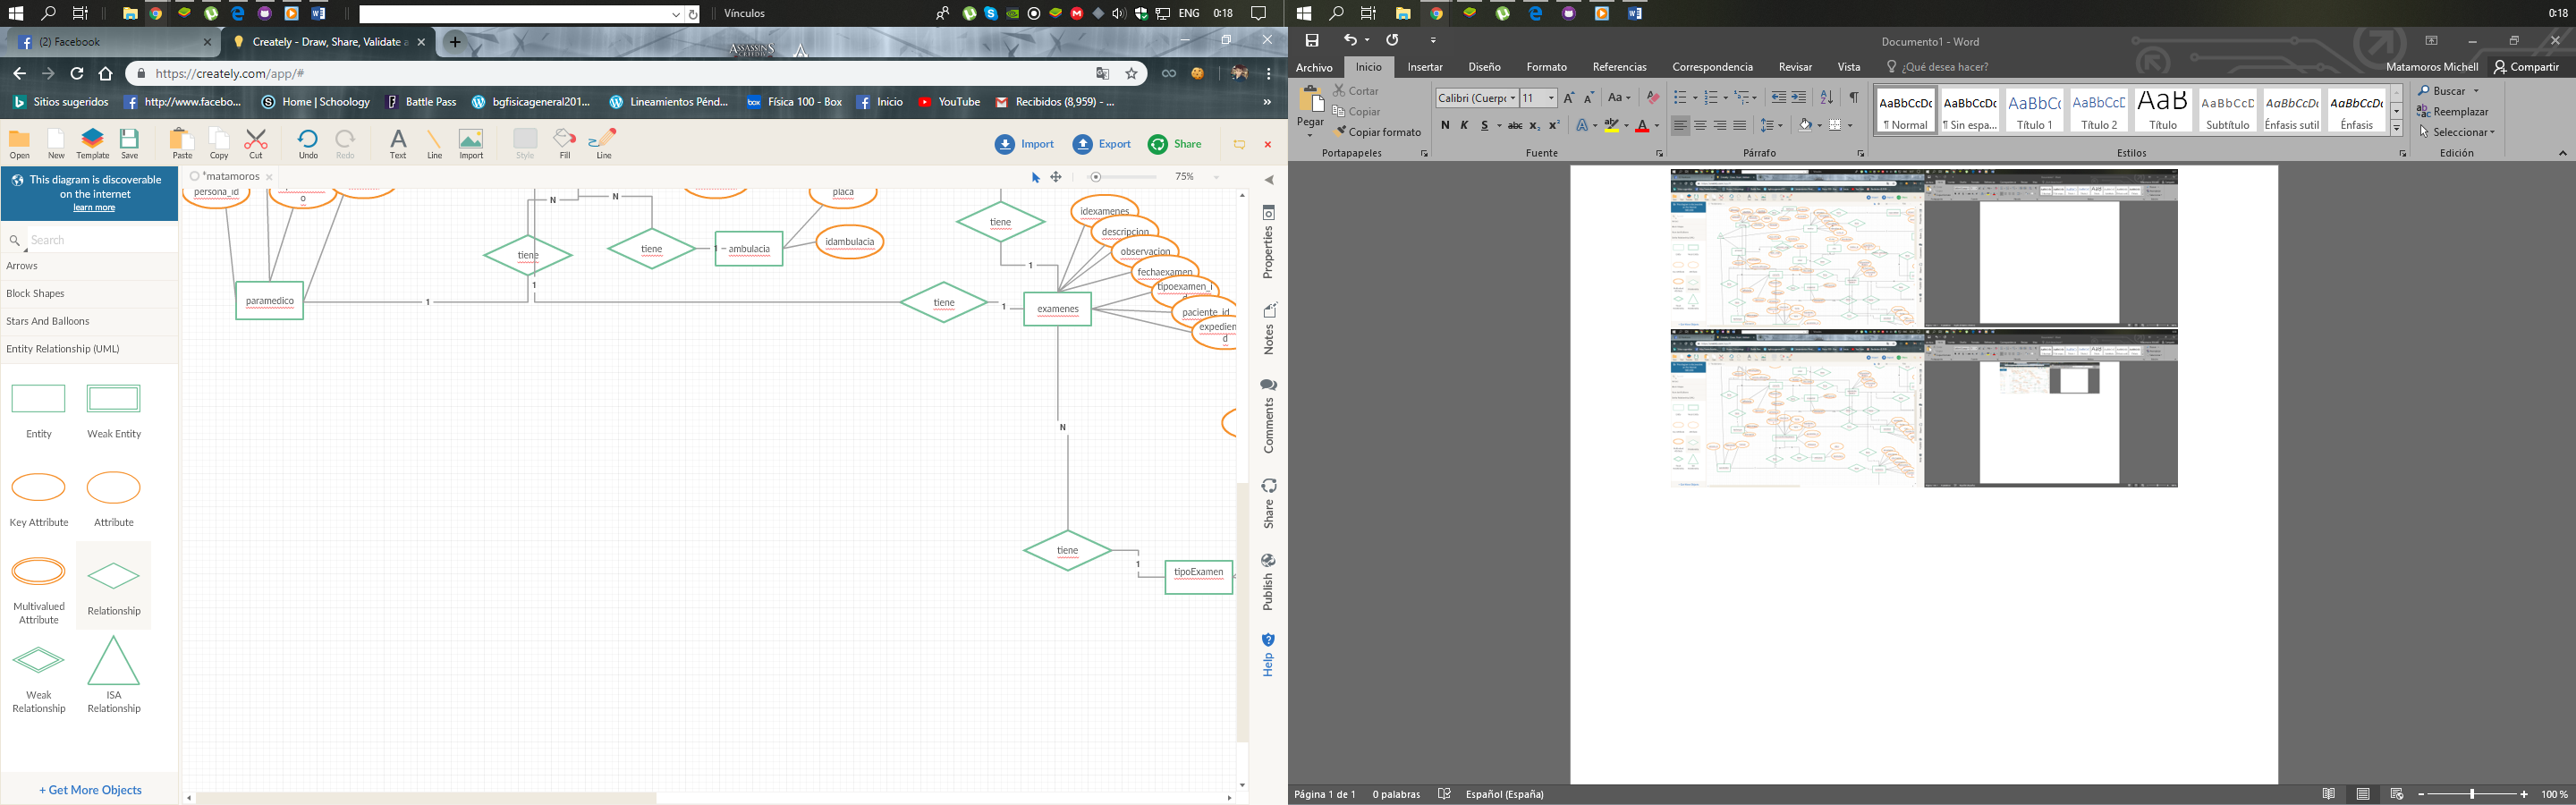 Vínculos
ENG
0:18
0:18
(2) Facebook
Creately - Draw, Share, Validate a
ASSASSINS
https://creately.com/app/#
Sitios sugeridos
http://www.facebo...
Home | Schoology
Battle Pass
bgfisicageneral201...
Lineamientos Pénd...
Física 100 - Box
Inicio
YouTube
Recibidos (8,959) - ...
»
Open
New
Template
Save
Paste
Copy
Cut
Undo
Redo
Text
Line
Import
Style
Fill
Line
Import
Export
Share
This diagram is discoverable
on the internet
learn more
*matamoros
75%
Search
Arrows
Block Shapes
Stars And Balloons
Entity Relationship (UML)
Entity
Weak Entity
Key Attribute
Attribute
Multivalued
Attribute
Relationship
Weak
Relationship
ISA
Relationship
+ Get More Objects
persona_id
o
placa
N
N
tiene
idexamenes
descripcion
observacion
fechaexamen
tipoexamen_i
d
paciente_id
expedien
d
tiene
tiene
1
ambulacia
idambulacia
1
1
paramedico
1
tiene
1
examenes
N
tiene
1
tipoExamen
Properties
Notes
Comments
Share
Publish
Help
Documento1 - Word
Archivo
Inicio
Insertar
Diseño
Formato
Referencias
Correspondencia
Revisar
Vista
¿Qué desea hacer?
Matamoros Michell
Compartir
Pegar
Cortar
Copiar
Copiar formato
Portapapeles
Calibri (Cuerpo
11
Aa
N K S abc x₂ x²
Fuente
Párrafo
AaBbCcDc
¶ Normal
AaBbCcDc
¶ Sin espa...
AaBbCc
Título 1
AaBbCcC
Título 2
AaB
Título
AaBbCcC
Subtítulo
AaBbCcDc
Énfasis sutil
AaBbCcDc
Énfasis
Estilos
Buscar
Reemplazar
Seleccionar
Edición
Página 1 de 1
0 palabras
Español (España)
100 %